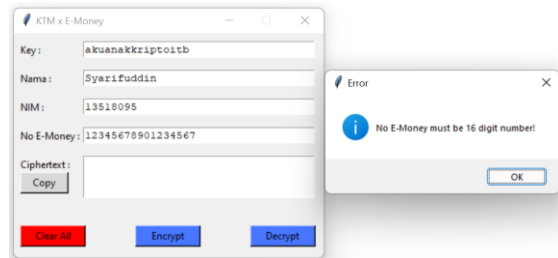 KTM x E-Money
Key :
akuanakkriptoitb
Nama :
Syarifuddin
NIM :
13518095
No E-Money :
12345678901234567
Ciphertext :
Copy
Clear All
Encrypt
Decrypt
Error
No E-Money must be 16 digit number!
OK